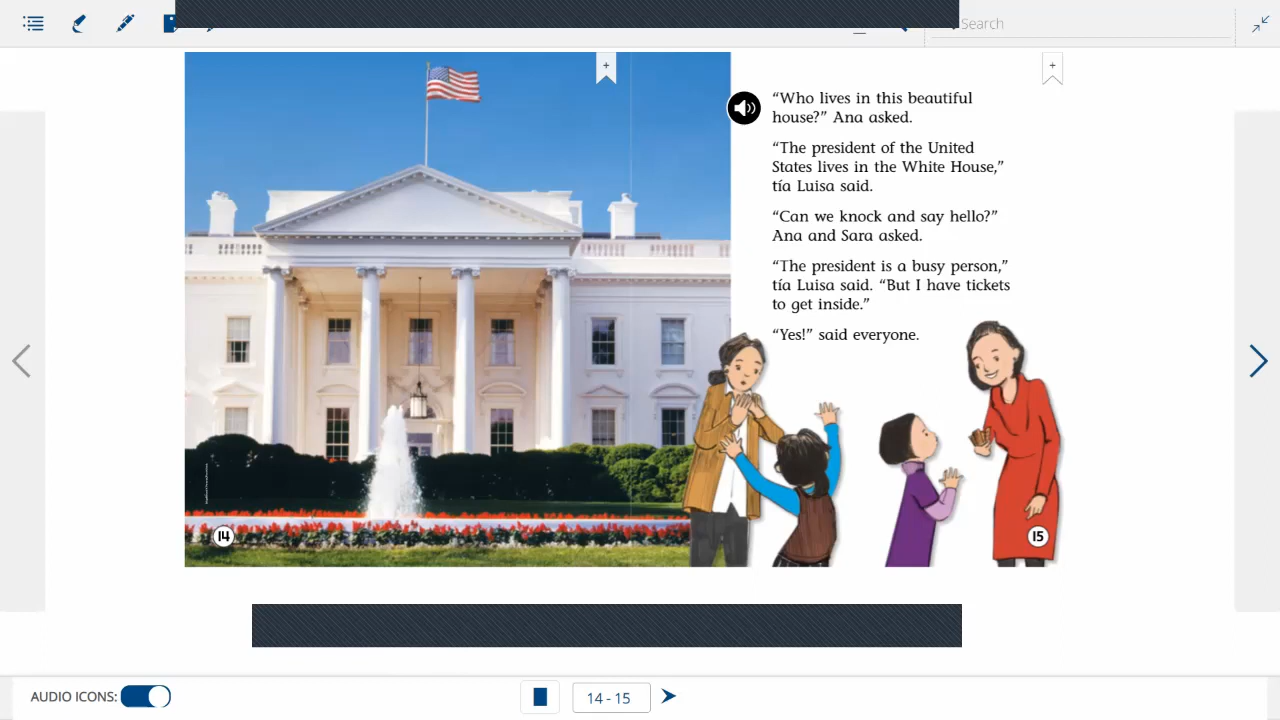 Search
“Who lives in this beautiful
house?” Ana asked.
“The president of the United
States lives in the White House,”
tía Luisa said.
“Can we knock and say hello?”
Ana and Sara asked.
“The president is a busy person,”
tía Luisa said. “But I have tickets
to get inside.”
“Yes!” said everyone.
14
15
AUDIO ICONS:
14 - 15